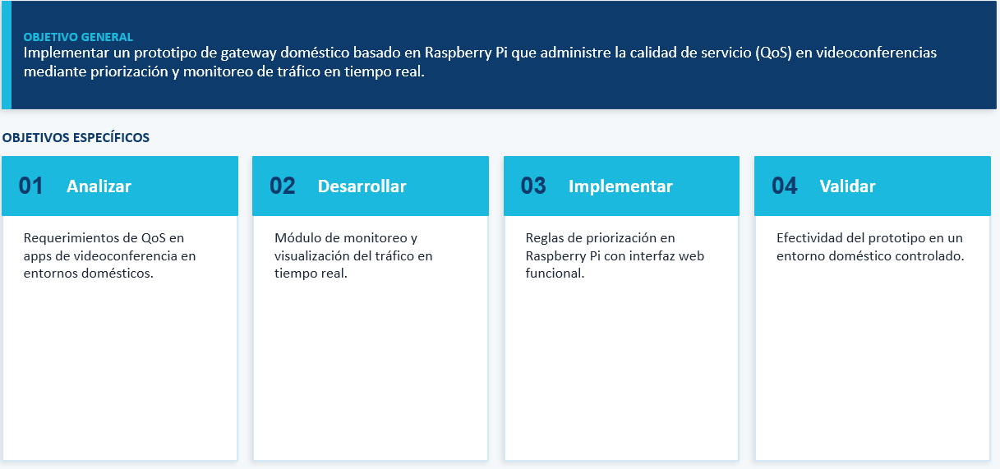 OBJETIVO GENERAL
Implementar un prototipo de gateway doméstico basado en Raspberry Pi que administre la calidad de servicio (QoS) en videoconferencias
mediante priorización y monitoreo de tráfico en tiempo real.
OBJETIVOS ESPECÍFICOS
01 Analizar
Requerimientos de QoS en
apps de videoconferencia en
entornos domésticos.
02 Desarrollar
Módulo de monitoreo y
visualización del tráfico en
tiempo real.
03 Implementar
Reglas de priorización en
Raspberry Pi con interfaz web
funcional.
04 Validar
Efectividad del prototipo en un
entorno doméstico controlado.